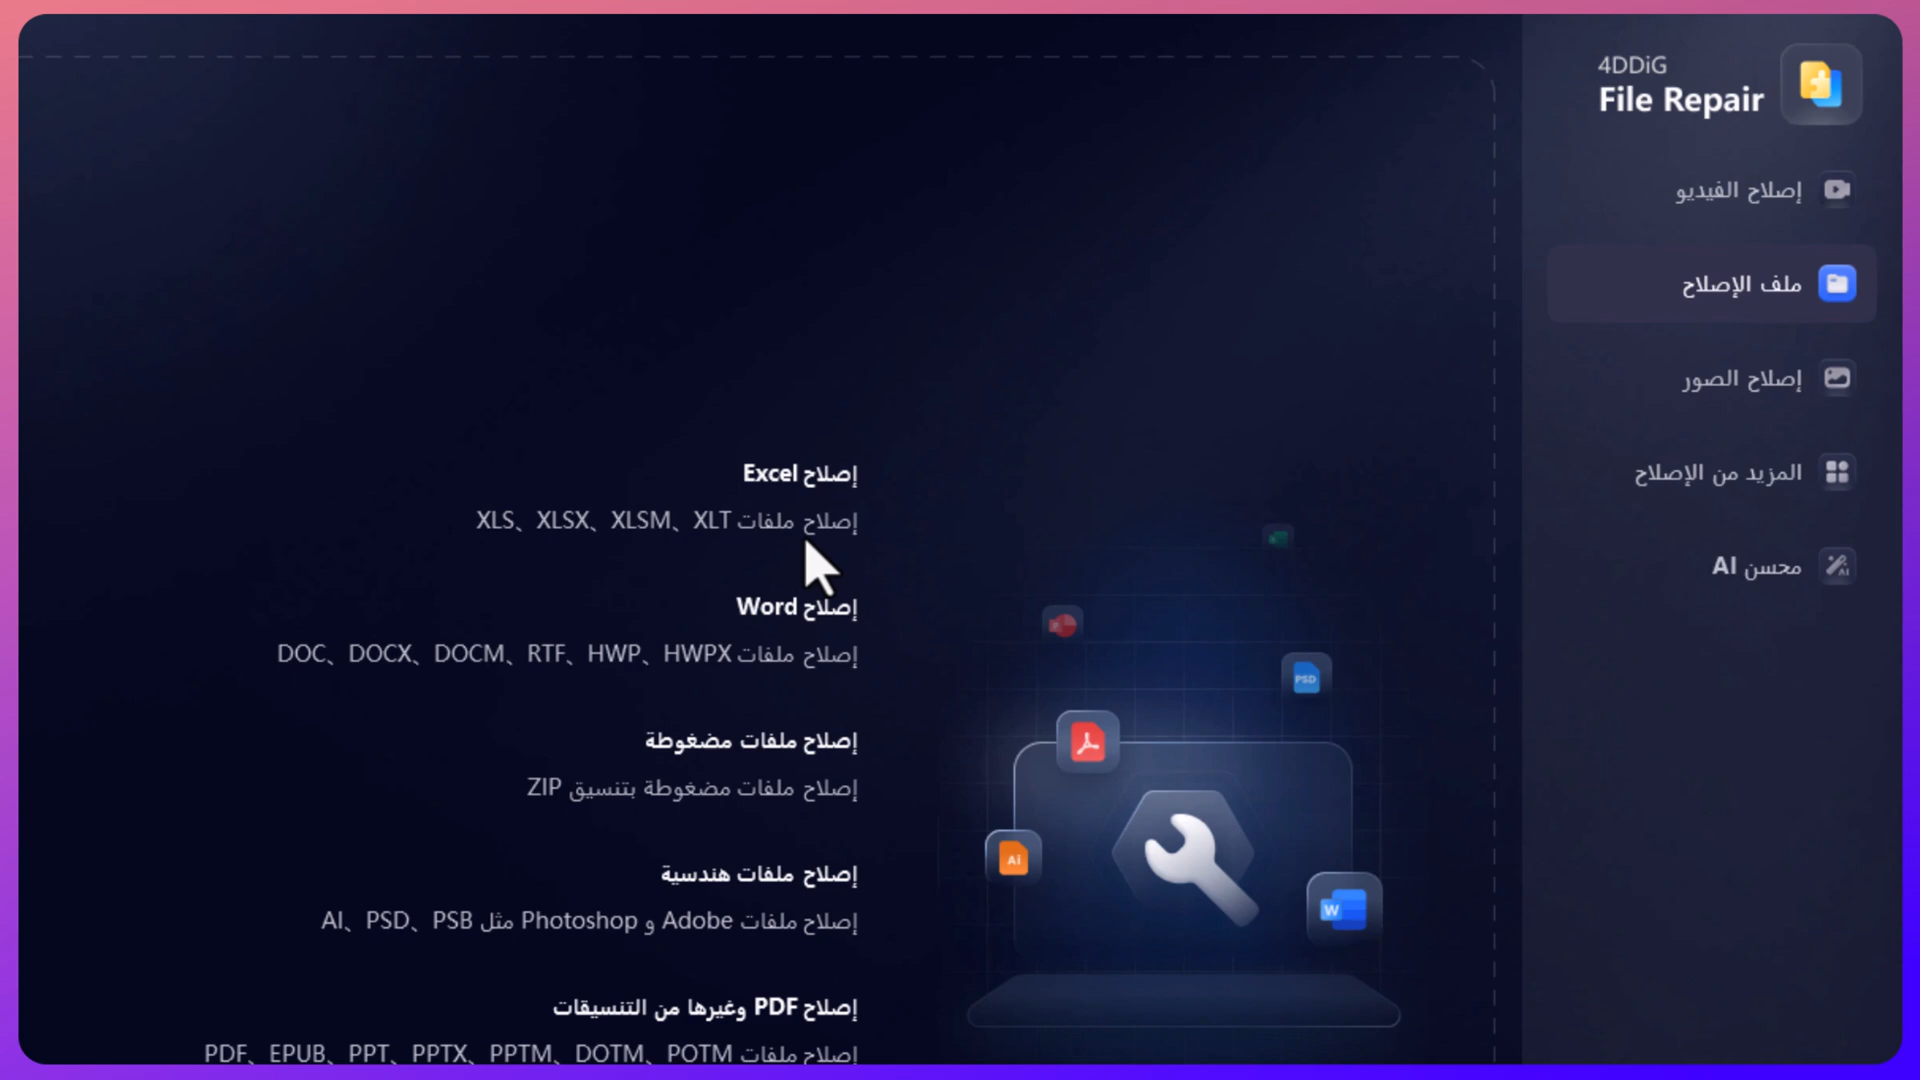 4DDiG
File Repair
إصلاح الفيديو
ملف الإصلاح
إصلاح الصور
المزيد من الإصلاح
محسن AI
إصلاح Excel
إصلاح ملفات XLS、XLSX、XLSM、XLT
إصلاح Word
إصلاح ملفات DOC、DOCX、DOCM、RTF、HWP、HWPX
إصلاح ملفات مضغوطة
إصلاح ملفات مضغوطة بتنسيق ZIP
إصلاح ملفات هندسية
إصلاح ملفات Adobe و Photoshop مثل AI、PSD、PSB
إصلاح PDF وغيرها من التنسيقات
إصلاح ملفات PDF、EPUB、PPT、PPTX、PPTM、DOTM、POTM
PSD
Ai
W
AI